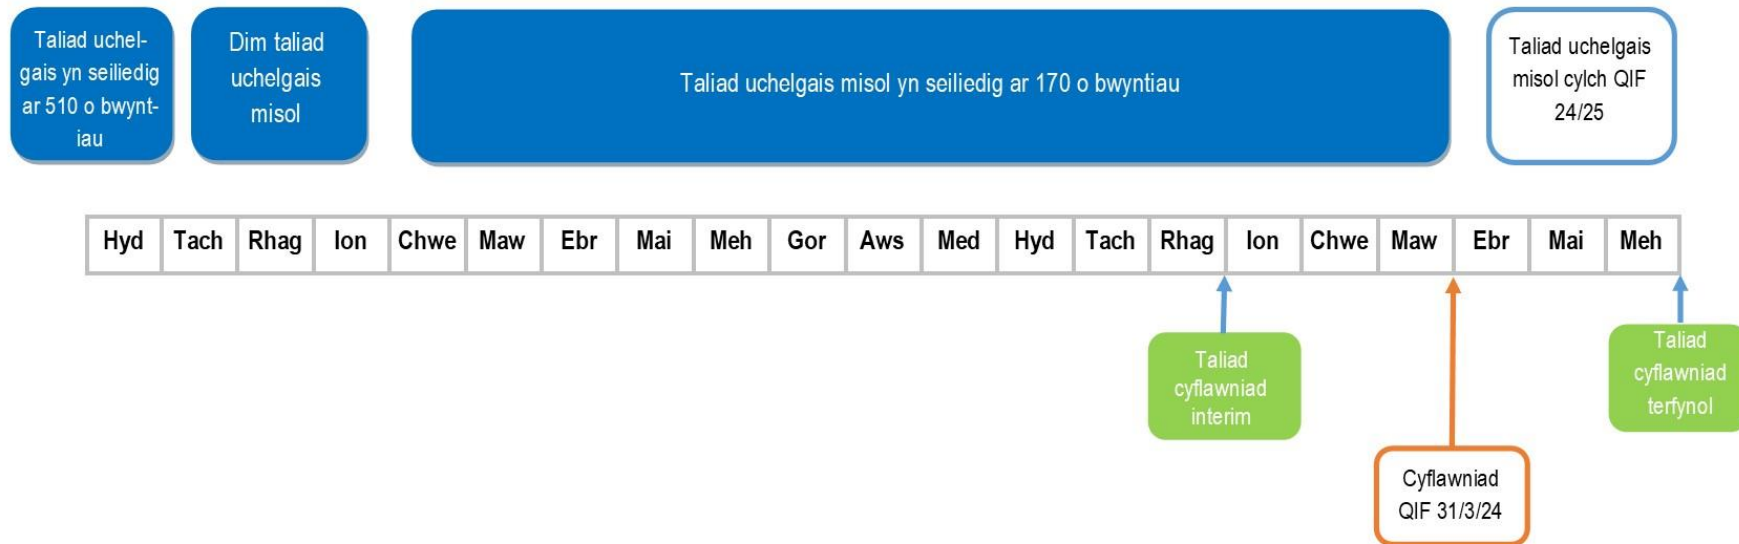 Taliad uchel-
gais yn seiliedig
ar 510 o bwynt-
iau
Dim taliad
uchelgais
misol
Taliad uchelgais misol yn seiliedig ar 170 o bwyntiau
Taliad uchelgais
misol cylch QIF
24/25
Hyd Tach Rhag Ion Chwe Maw Ebr Mai Meh Gor Aws Med Hyd Tach Rhag Ion Chwe Maw Ebr Mai Meh
Taliad
cyflawniad
interim
Taliad
cyflawniad
terfynol
Cyflawniad
QIF 31/3/24